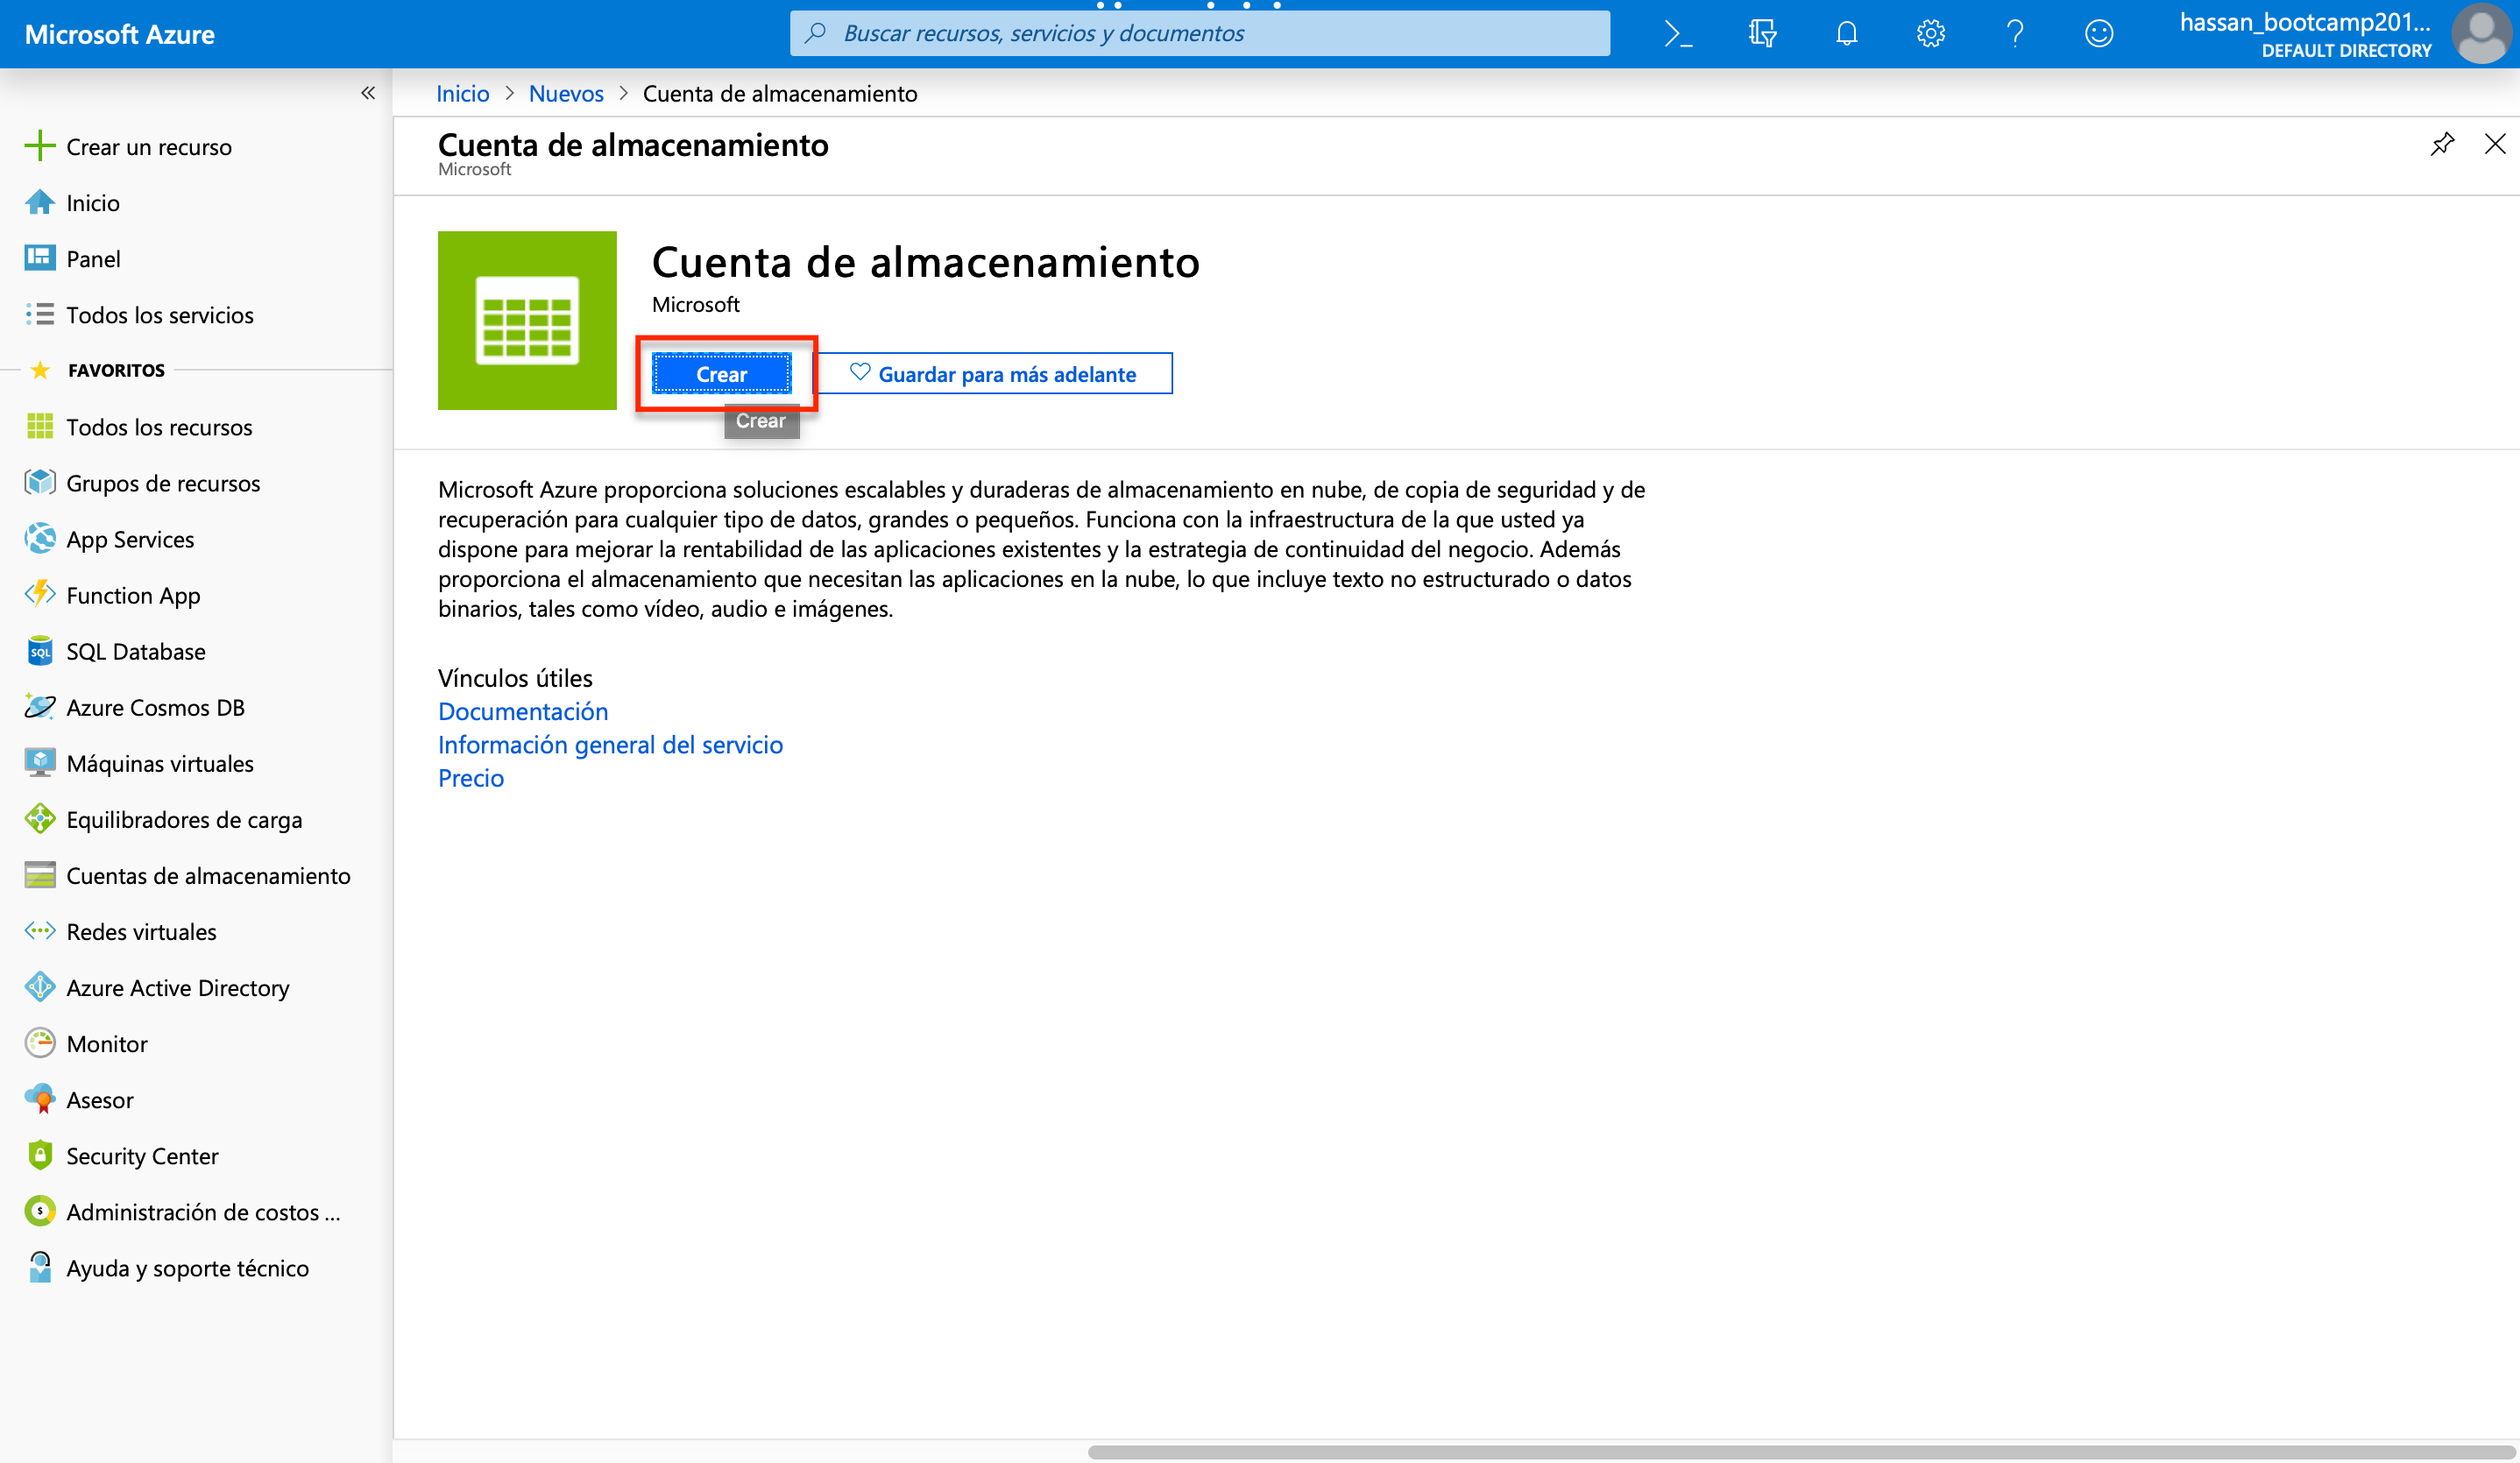 Microsoft Azure
Buscar recursos, servicios y documentos
hassan_bootcamp201...
DEFAULT DIRECTORY
Inicio > Nuevos > Cuenta de almacenamiento
Crear un recurso
Inicio
Panel
Todos los servicios
FAVORITOS
Todos los recursos
Grupos de recursos
App Services
Function App
SQL Database
Azure Cosmos DB
Máquinas virtuales
Equilibradores de carga
Cuentas de almacenamiento
Redes virtuales
Azure Active Directory
Monitor
Asesor
Security Center
Administración de costos ...
Ayuda y soporte técnico
Cuenta de almacenamiento
Microsoft
Cuenta de almacenamiento
Microsoft
Crear
Guardar para más adelante
Crear
Microsoft Azure proporciona soluciones escalables y duraderas de almacenamiento en nube, de copia de seguridad y de
recuperación para cualquier tipo de datos, grandes o pequeños. Funciona con la infraestructura de la que usted ya
dispone para mejorar la rentabilidad de las aplicaciones existentes y la estrategia de continuidad del negocio. Además
proporciona el almacenamiento que necesitan las aplicaciones en la nube, lo que incluye texto no estructurado o datos
binarios, tales como vídeo, audio e imágenes.
Vínculos útiles
Documentación
Información general del servicio
Precio